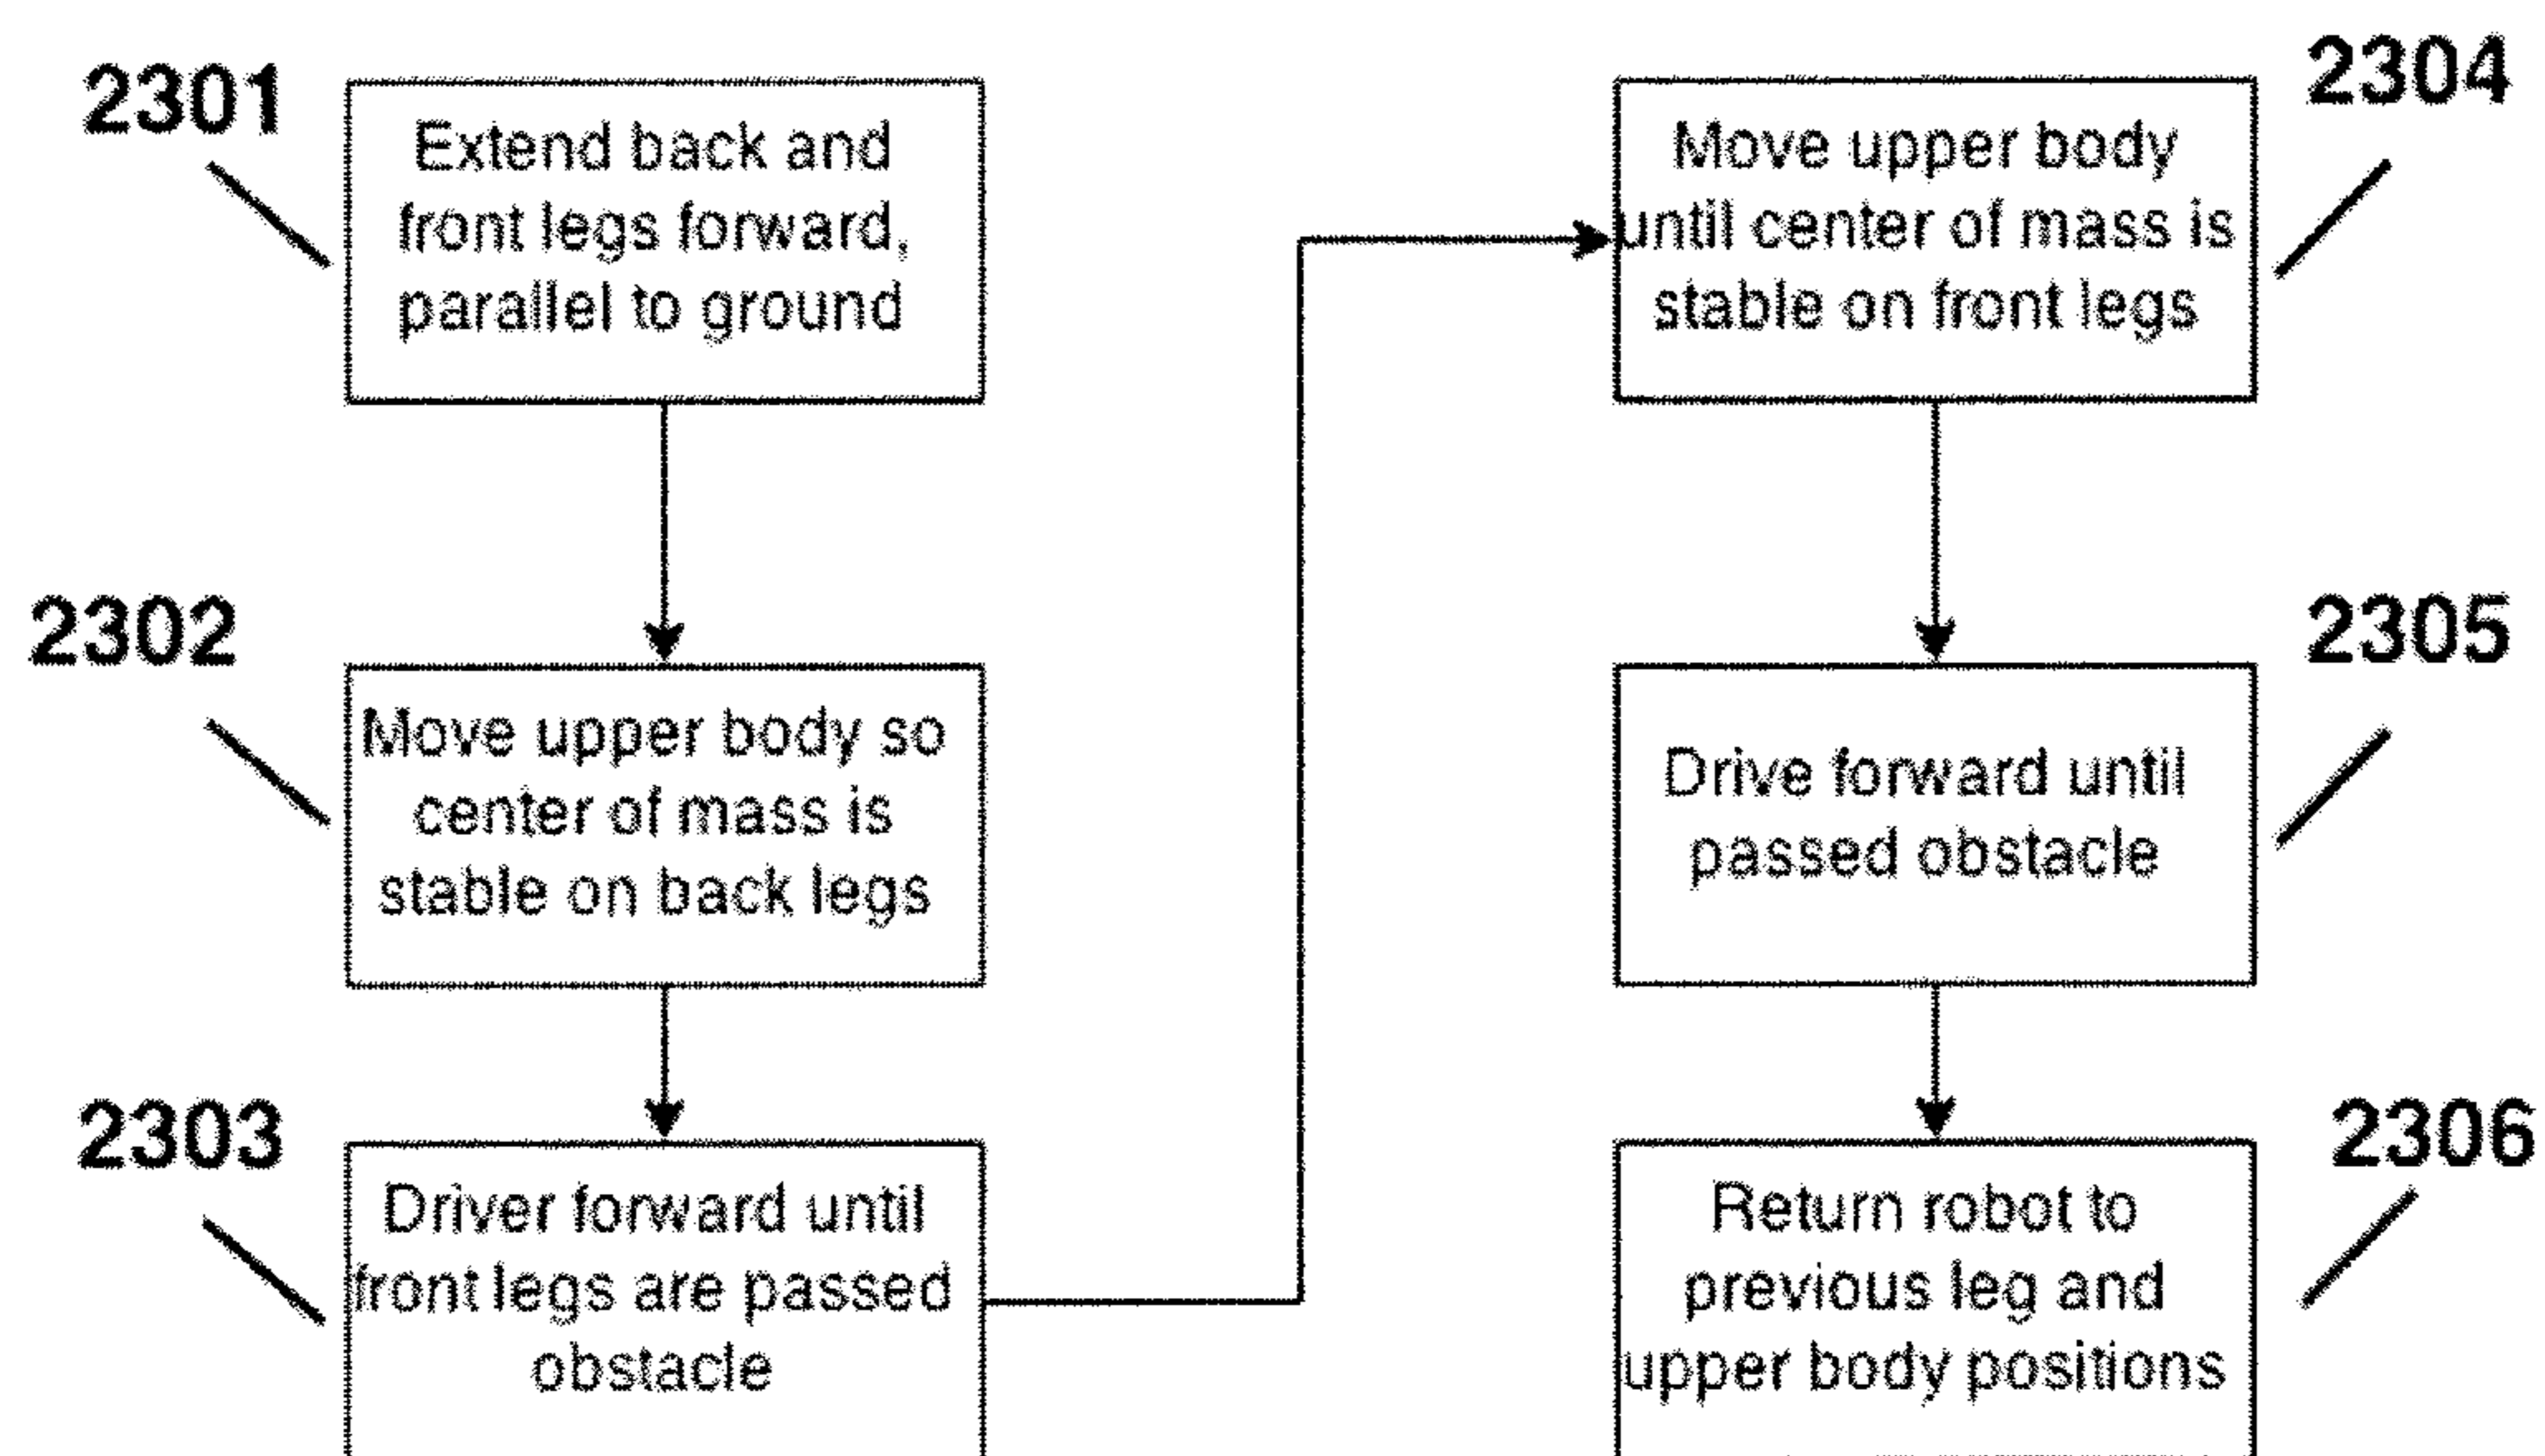 2301
Extend back and
front legs forward,
parallel to ground
2302
Move upper body so
center of mass is
stable on back legs
2303
Driver forward until
front legs are passed
obstacle
2304
Move upper body
until center of mass is
stable on front legs
2305
Drive forward until
passed obstacle
2306
Return robot to
previous leg and
upper body positions